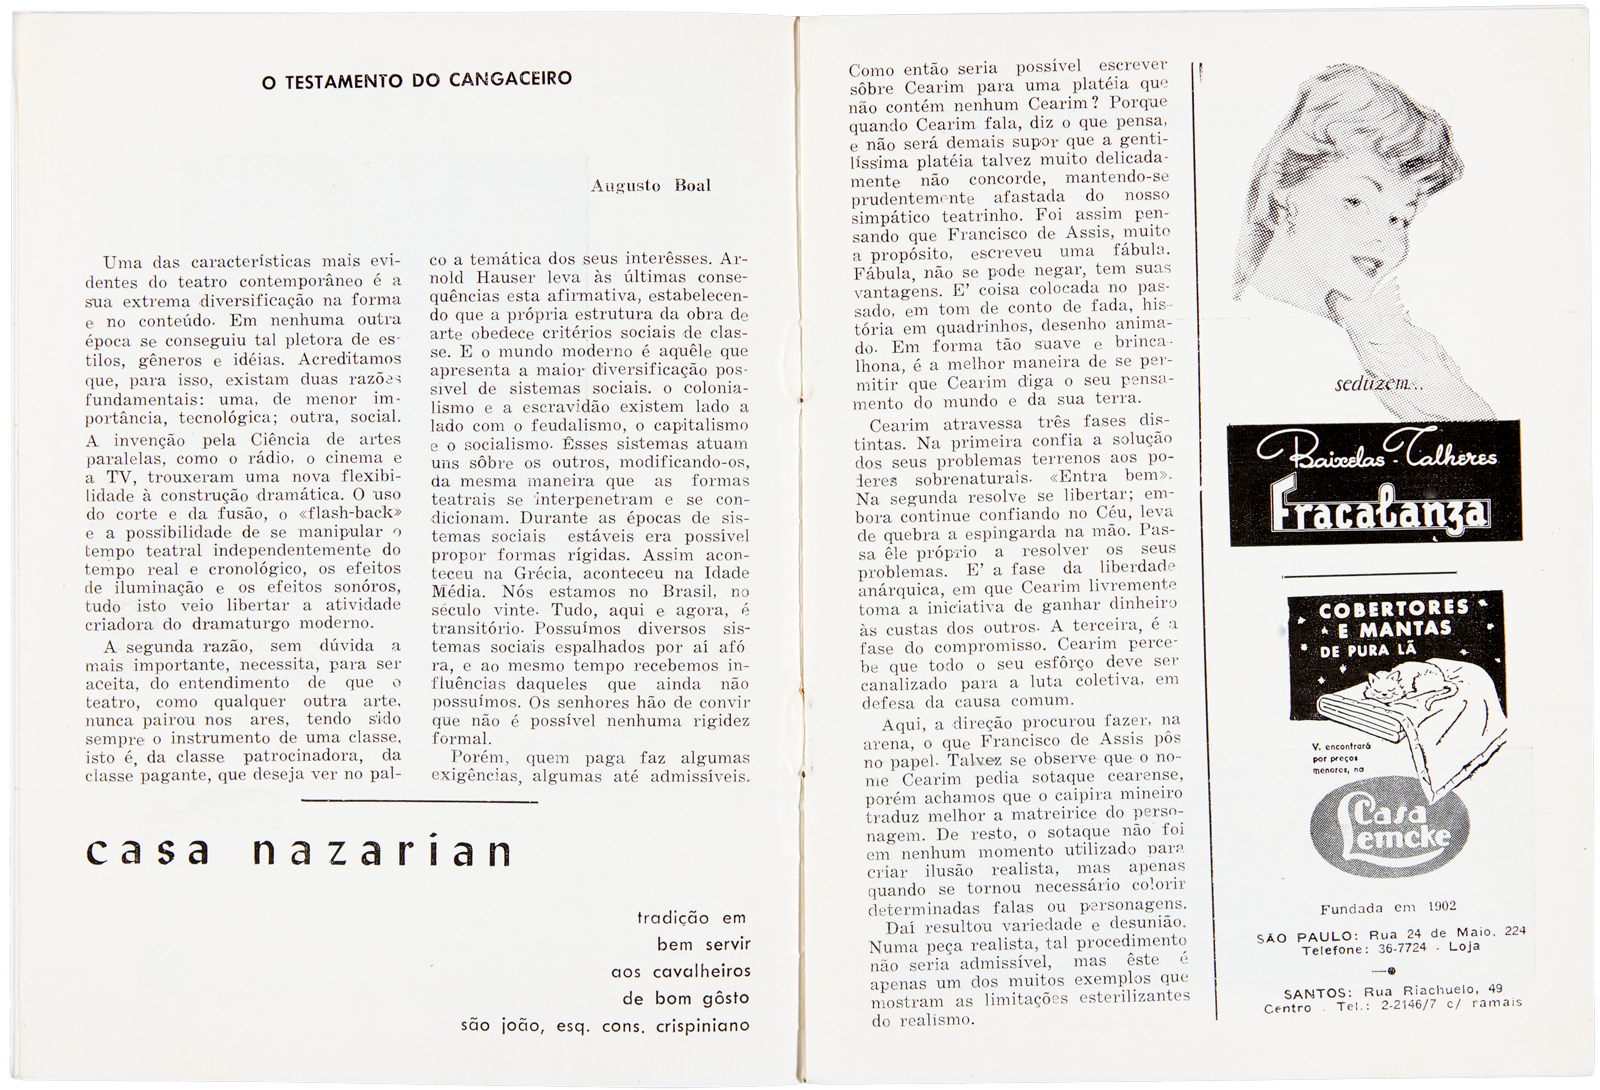 O TESTAMENTO DO CANGACEIRO
Augusto Boal
Uma das características mais evi-
dentes do teatro contemporâneo é a
sua extrema diversificação na forma
e no conteúdo. Em nenhuma outra
época se conseguiu tal pletora de es-
tilos, gêneros e idéias. Acreditamos
que, para isso, existam duas razões
fundamentais: uma, de menor im-
portância, tecnológica; outra, social.
A invenção pela Ciência de artes
paralelas, como o rádio, o cinema e
a TV, trouxeram uma nova flexibi-
lidade à construção dramática. O uso
do corte e da fusão, o «flash-back»
e a possibilidade de se manipular o
tempo teatral independentemente do
tempo real e cronológico, os efeitos
de iluminação e os efeitos sonóros,
tudo isto veio libertar a atividade
criadora do dramaturgo moderno.
A segunda razão, sem dúvida a
mais importante, necessita, para ser
aceita, do entendimento de que o
teatro, como qualquer outra arte,
nunca pairou nos ares, tendo sido
sempre o instrumento de uma classe,
isto é, da classe patrocinadora, da
classe pagante, que deseja ver no pal-
co a temática dos seus interêsses. Ar-
nold Hauser leva às últimas conse-
quências esta afirmativa, estabelecen-
do que a própria estrutura da obra de
arte obedece critérios sociais de clas-
se. E o mundo moderno é aquêle que
apresenta a maior diversificação pos-
sível de sistemas sociais. o colonia-
lismo e a escravidão existem lado a
lado com o feudalismo, o capitalismo
e o socialismo. Êsses sistemas atuam
uns sôbre os outros, modificando-os,
da mesma maneira que as formas
teatrais se interpenetram e se con-
dicionam. Durante as épocas de sis-
temas sociais estáveis era possível
propor formas rígidas. Assim acon-
teceu na Grécia, aconteceu na Idade
Média. Nós estamos no Brasil, no
século vinte. Tudo, aqui e agora, é
transitório. Possuímos diversos sis-
temas sociais espalhados por aí afó
ra, e ao mesmo tempo recebemos in-
fluências daqueles que ainda não
possuímos. Os senhores hão de convir
que não é possível nenhuma rigidez
formal.
Porém, quem paga faz algumas
exigências, algumas até admissíveis.
casa nazarian
tradição em
bem servir
aos cavalheiros
de bom gôsto
são joão, esq. cons. crispiniano
Como então seria possível escrever
sôbre Cearim para uma platéia que
não contém nenhum Cearim? Porque
quando Cearim fala, diz o que pensa,
e não será demais supor que a genti-
líssima platéia talvez muito delicada-
mente não concorde, mantendo-se
prudentemente afastada do nosso
simpático teatrinho. Foi assim pen-
sando que Francisco de Assis, muito
a propósito, escreveu uma fábula.
Fábula, não se pode negar, tem suas
vantagens. E' coisa colocada no pas-
sado, em tom de conto de fada, his-
tória em quadrinhos, desenho anima-
do. Em forma tão suave e brinca-
lhona, é a melhor maneira de se per-
mitir que Cearim diga o seu pensa-
mento do mundo e da sua terra.
Cearim atravessa três fases dis-
tintas. Na primeira confia a solução
dos seus problemas terrenos aos po-
deres sobrenaturais. «Entra bem».
Na segunda resolve se libertar; em-
bora continue confiando no Céu, leva
de quebra a espingarda na mão. Pas-
sa êle próprio a resolver os seus
problemas. E' a fase da liberdade
anárquica, em que Cearim livremente
toma a iniciativa de ganhar dinheiro
às custas dos outros. A terceira, é a
fase do compromisso. Cearim perce-
be que todo o seu esfôrço deve ser
canalizado para a luta coletiva, em
defesa da causa comum.
Aqui, a direção procurou fazer, na
arena, o que Francisco de Assis pôs
no papel. Talvez se observe que o no-
me Cearim pedia sotaque cearense,
porém achamos que o caipira mineiro
traduz melhor a matreirice do perso-
nagem. De resto, o sotaque não foi
em nenhum momento utilizado para
criar ilusão realista, mas apenas
quando se tornou necessário colorir
determinadas falas ou personagens.
Daí resultou variedade e desunião.
Numa peça realista, tal procedimento
não seria admissível, mas êste é
apenas um dos muitos exemplos que
mostram as limitações esterilizantes
do realismo.
seduzem...
Baixelas - Talheres
Fracalanza
COBERTORES
E MANTAS
DE PURA LÃ
V. encontrará
por preços
menores, na
Casa
Lemcke
Fundada em 1902
SÃO PAULO: Rua 24 de Maio, 224
Telefone: 36-7724 - Loja
SANTOS: Rua Riachuelo, 49
Centro . Tel.: 2-2146/7 c/ ramais